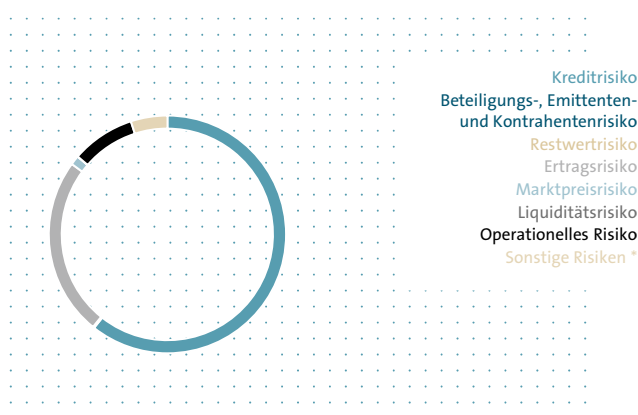 Kreditrisiko
Beteiligungs-, Emittenten-
und Kontrahentenrisiko
Restwertrisiko
Ertragsrisiko
Marktpreisrisiko
Liquiditätsrisiko
Operationelles Risiko
Sonstige Risiken *